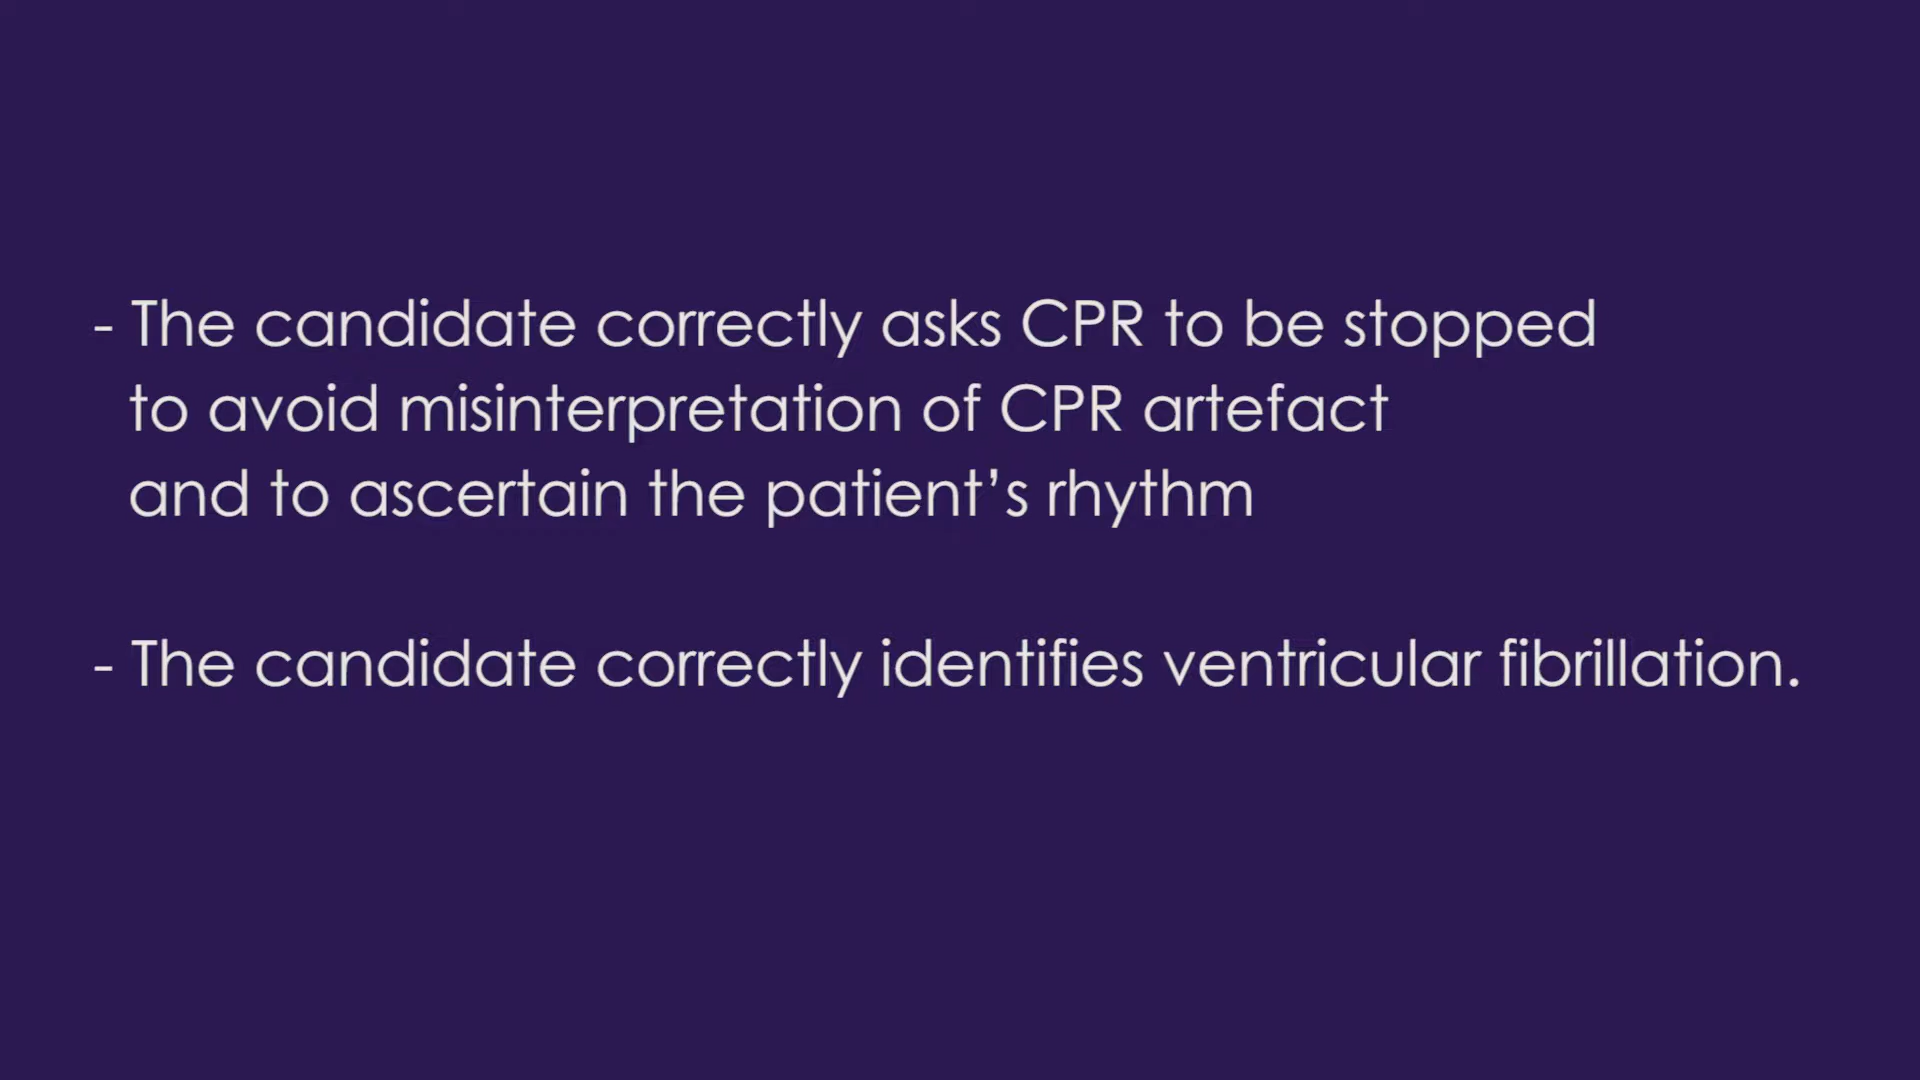 - The candidate correctly asks CPR to be stopped
to avoid misinterpretation of CPR artefact
and to ascertain the patient’s rhythm
- The candidate correctly identifies ventricular fibrillation.